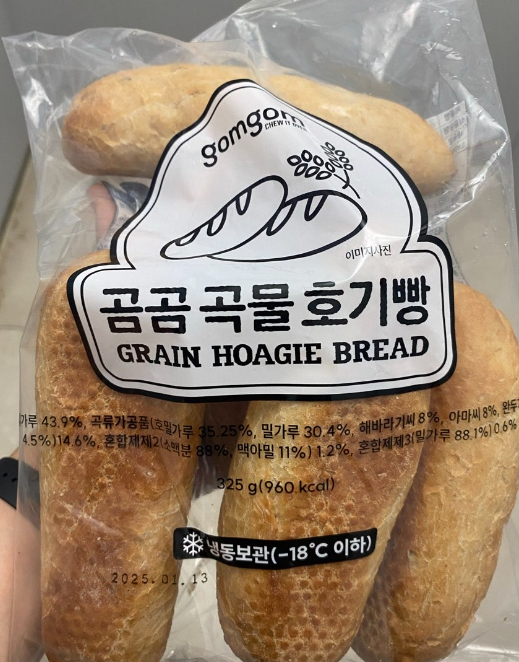 gomgom
CHEW IT
이미지사진
곰곰 곡물 호기빵
GRAIN HOAGIE BREAD
가루 43.9%, 곡류가공품(호밀가루 35.25%, 밀가루 30.4%, 해바라기씨 8%, 아마씨 8%, 완두
4.5%)14.6%, 혼합제제2(소맥분 88%, 맥아밀 11%) 1.2%, 혼합제제3(밀가루 88.1%) 0.6%
325 g(960 kcal)
냉동보관(-18℃ 이하)
2025.01.13